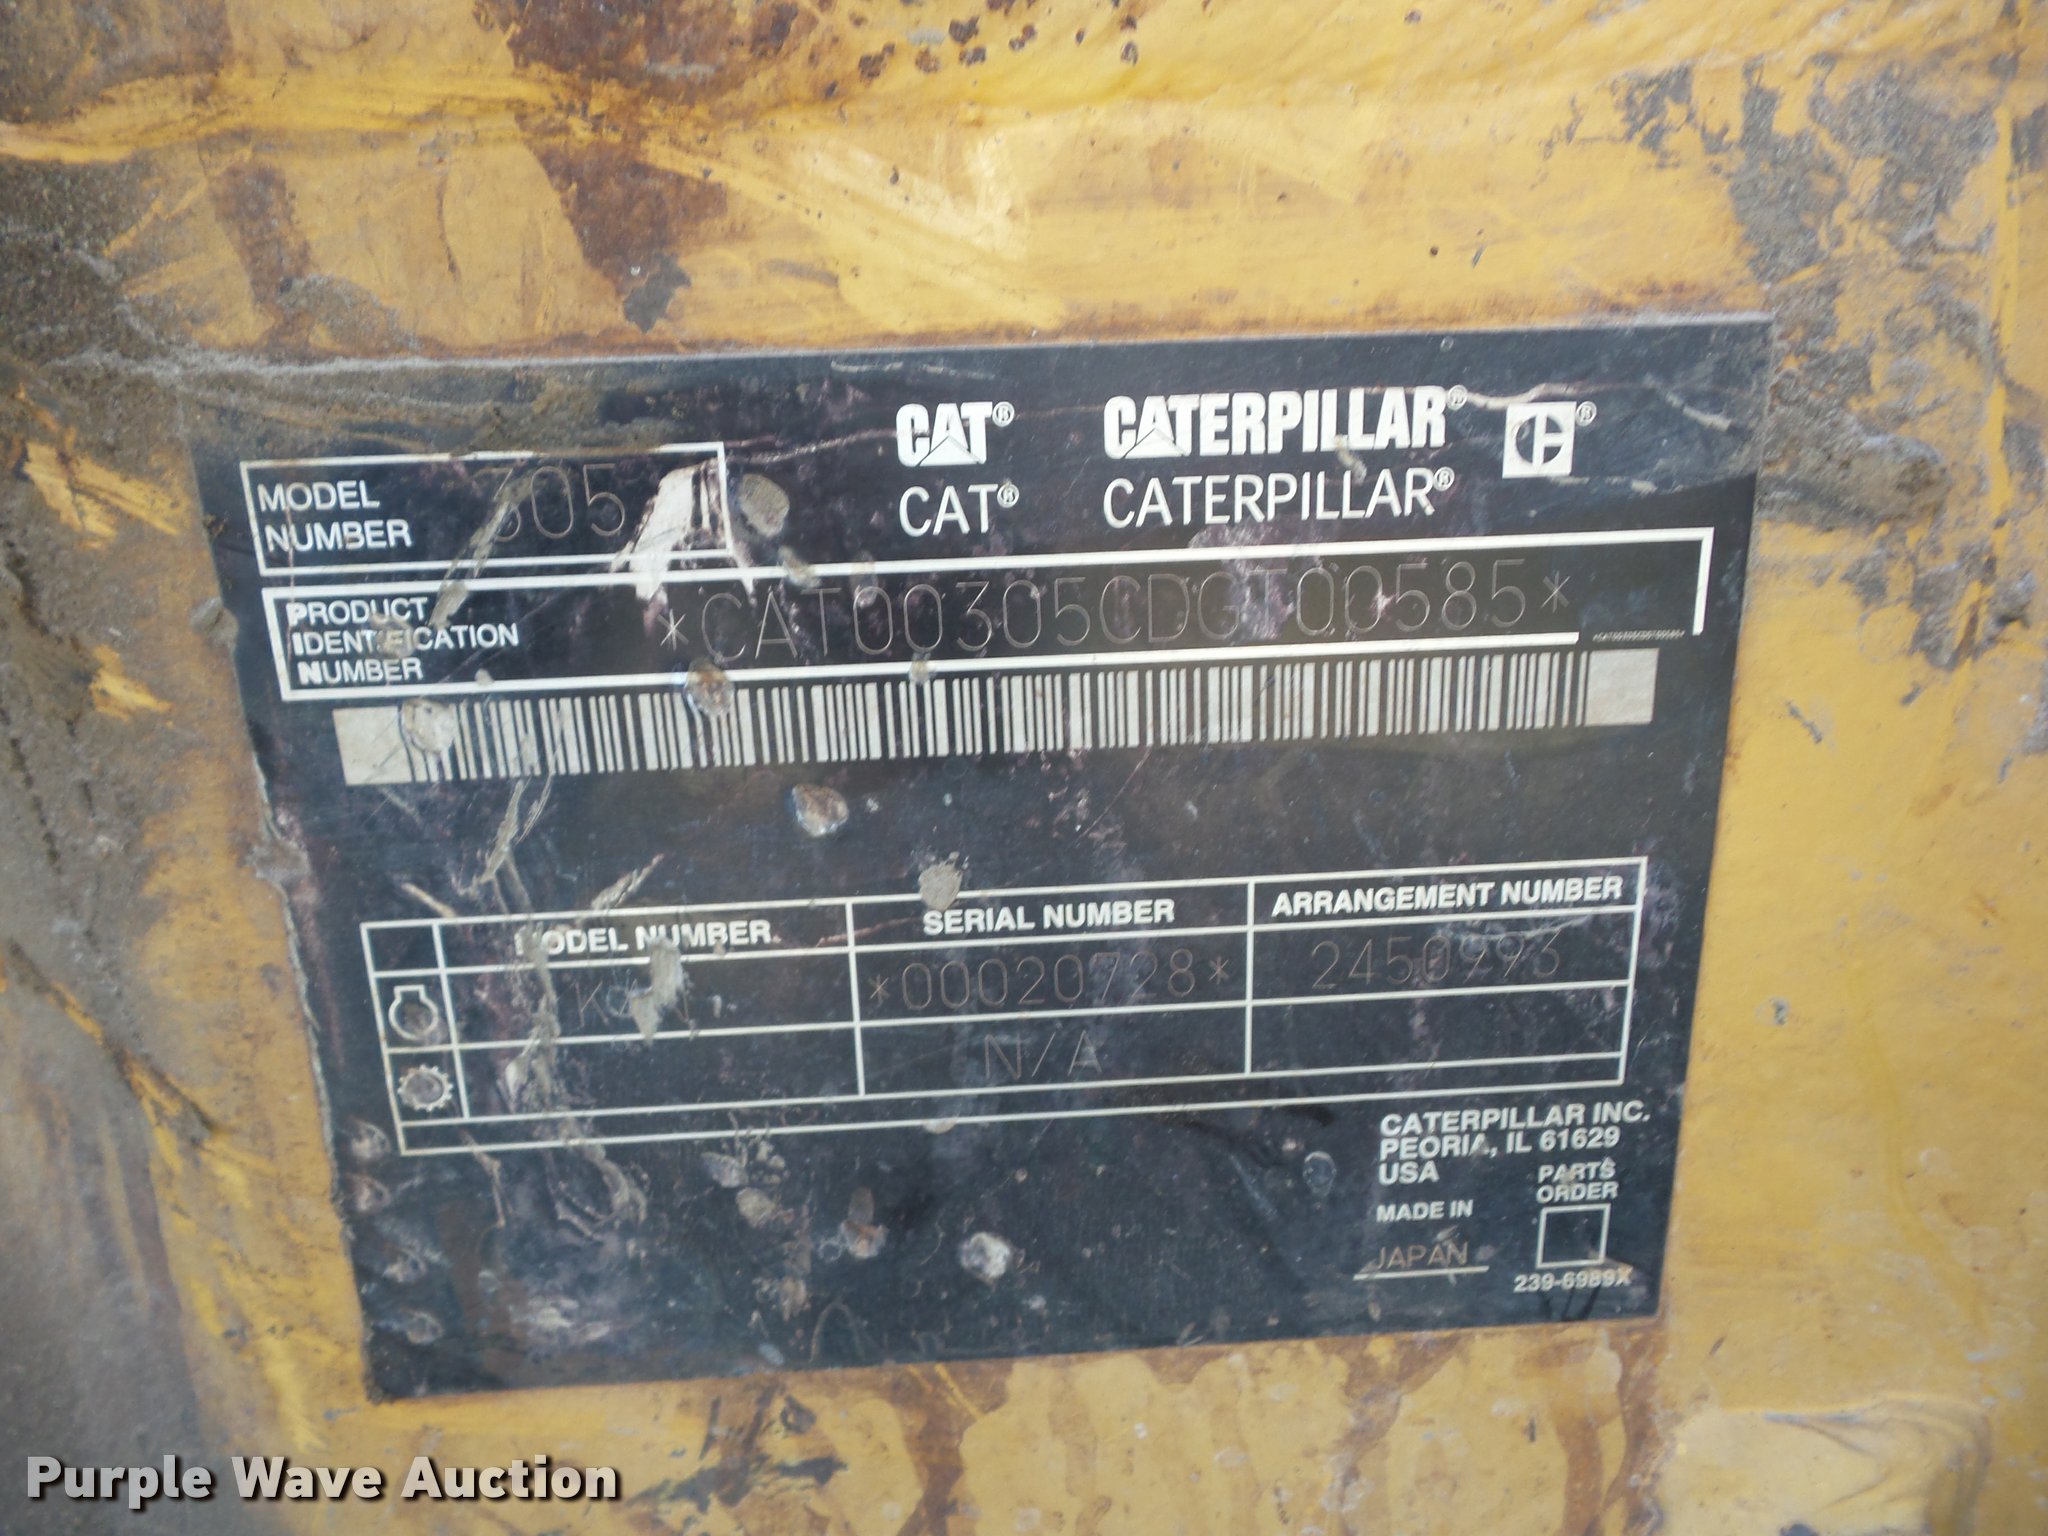 CAT® CATERPILLAR® ®
CAT® CATERPILLAR®
MODEL
NUMBER
305
PRODUCT
IDENTIFICATION
NUMBER
*CAT00305CDGT00585*
MODEL NUMBER SERIAL NUMBER ARRANGEMENT NUMBER
*00020728* 2450993
N/A
CATERPILLAR INC.
PEORIA, IL 61629
USA
PARTS
ORDER
MADE IN
JAPAN
239-6989X
Purple Wave Auction